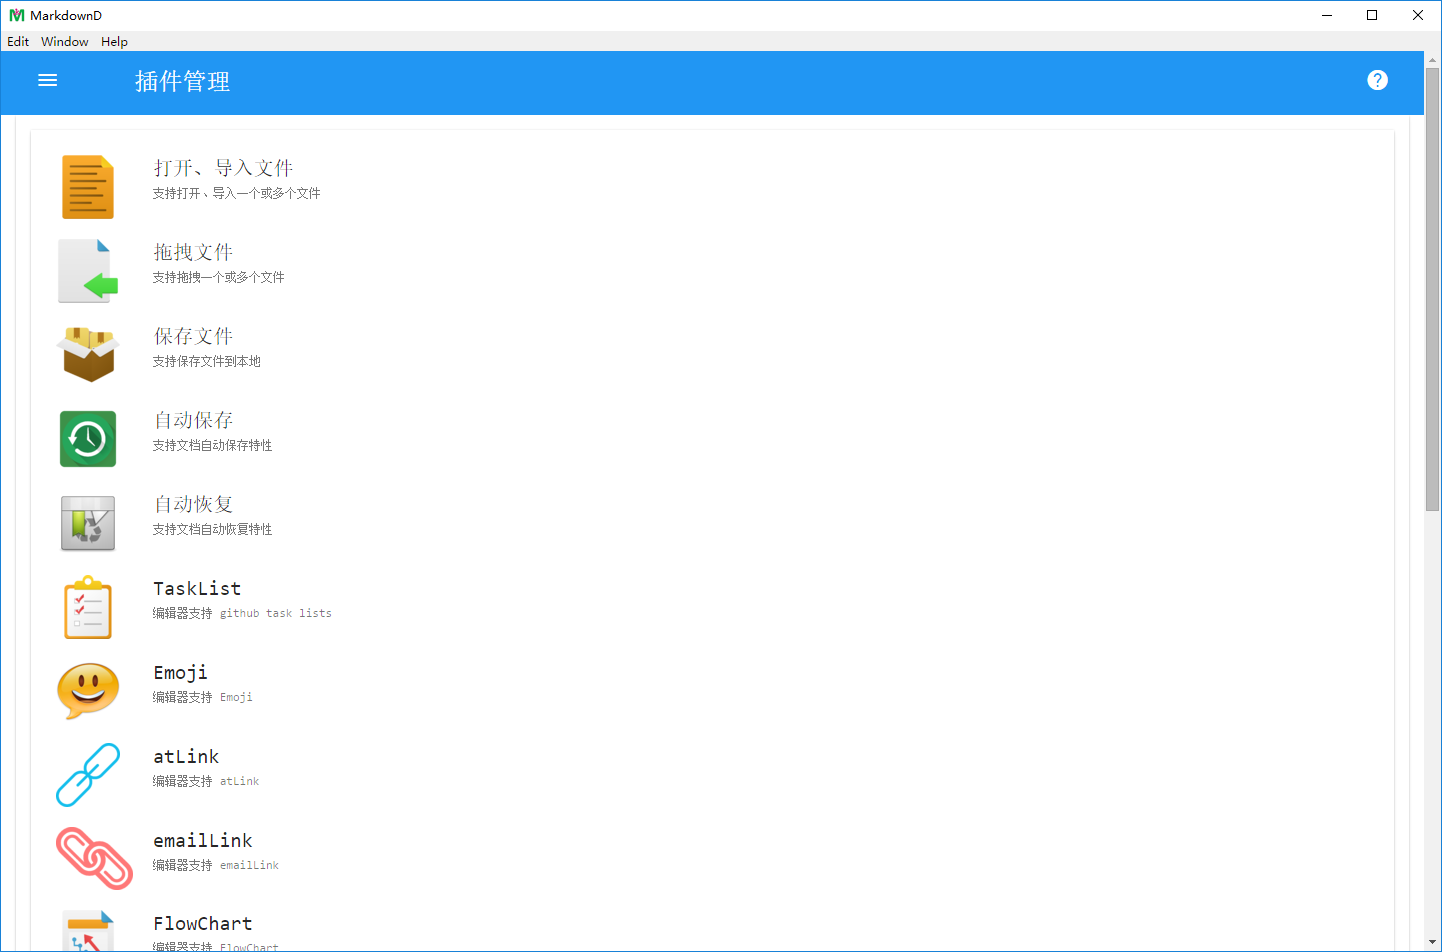 MarkdownD
Edit Window Help
插件管理
打开、导入文件
支持打开、导入一个或多个文件
拖拽文件
支持拖拽一个或多个文件
保存文件
支持保存文件到本地
自动保存
支持文档自动保存特性
自动恢复
支持文档自动恢复特性
TaskList
编辑器支持 github task lists
Emoji
编辑器支持 Emoji
atLink
编辑器支持 atLink
emailLink
编辑器支持 emailLink
FlowChart
编辑器支持 FlowChart